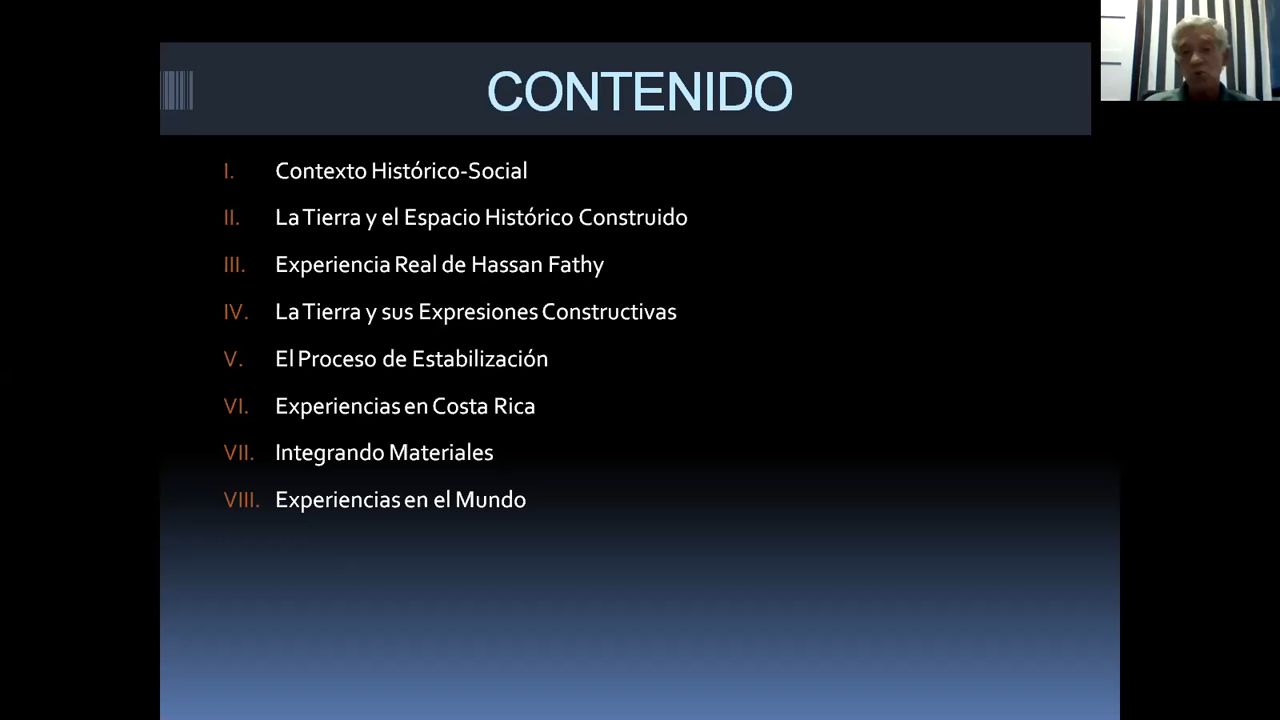 CONTENIDO
I. Contexto Histórico-Social
II. La Tierra y el Espacio Histórico Construido
III. Experiencia Real de Hassan Fathy
IV. La Tierra y sus Expresiones Constructivas
V. El Proceso de Estabilización
VI. Experiencias en Costa Rica
VII. Integrando Materiales
VIII. Experiencias en el Mundo